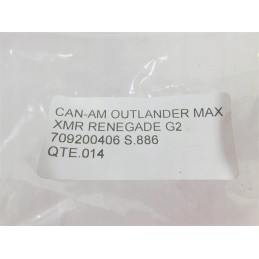 CAN-AM OUTLANDER MAX
XMR RENEGADE G2
709200406 S.886
QTE.014